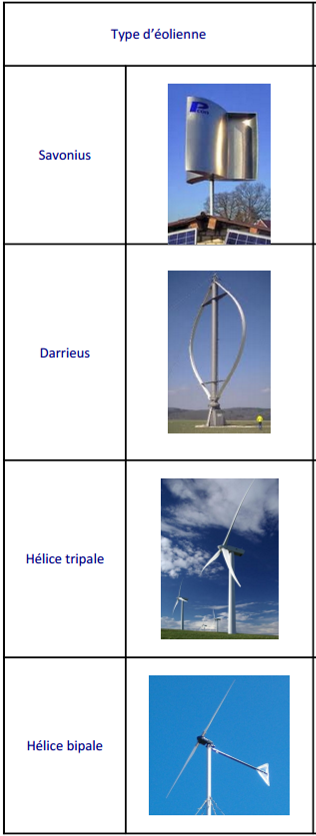 Type d'éolienne
Savonius
Darrieus
Hélice tripale
Hélice bipale